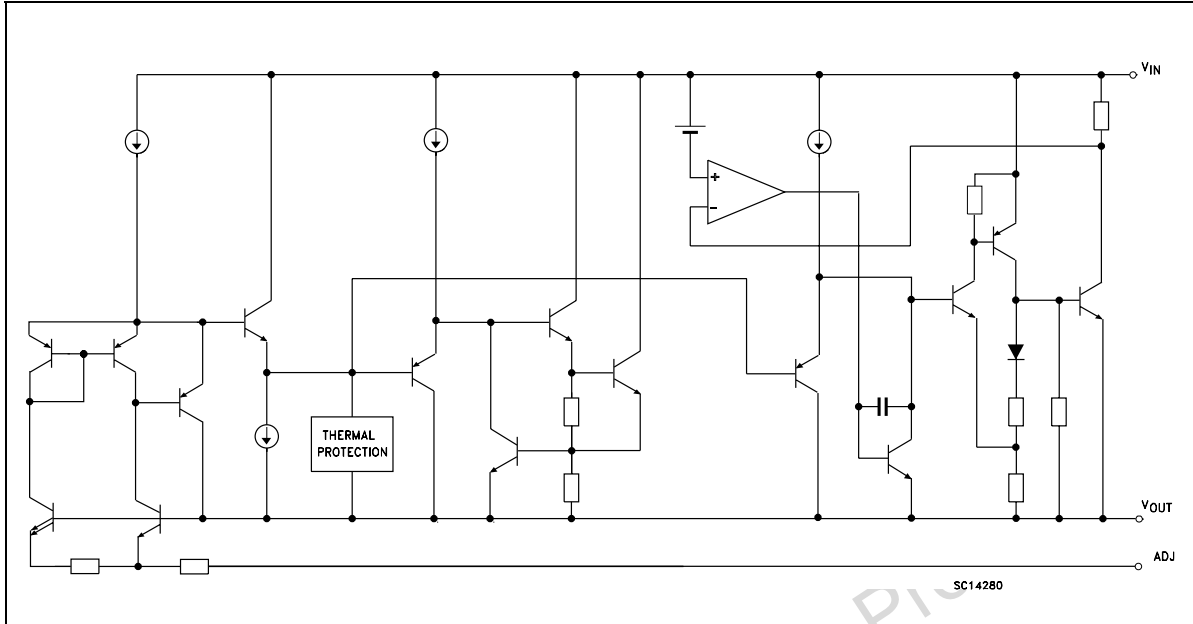 VIN
+
−
THERMAL
PROTECTION
VOUT
ADJ
SC14280